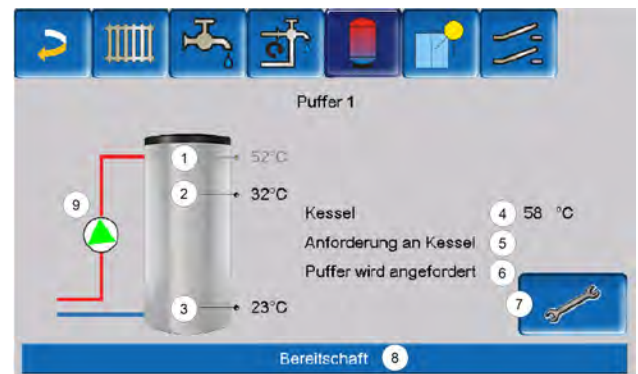 Puffer 1
1 52°C
2 32°C
9
Kessel 4 58 °C
Anforderung an Kessel 5
Puffer wird angefordert 6
3 23°C
7
Bereitschaft 8